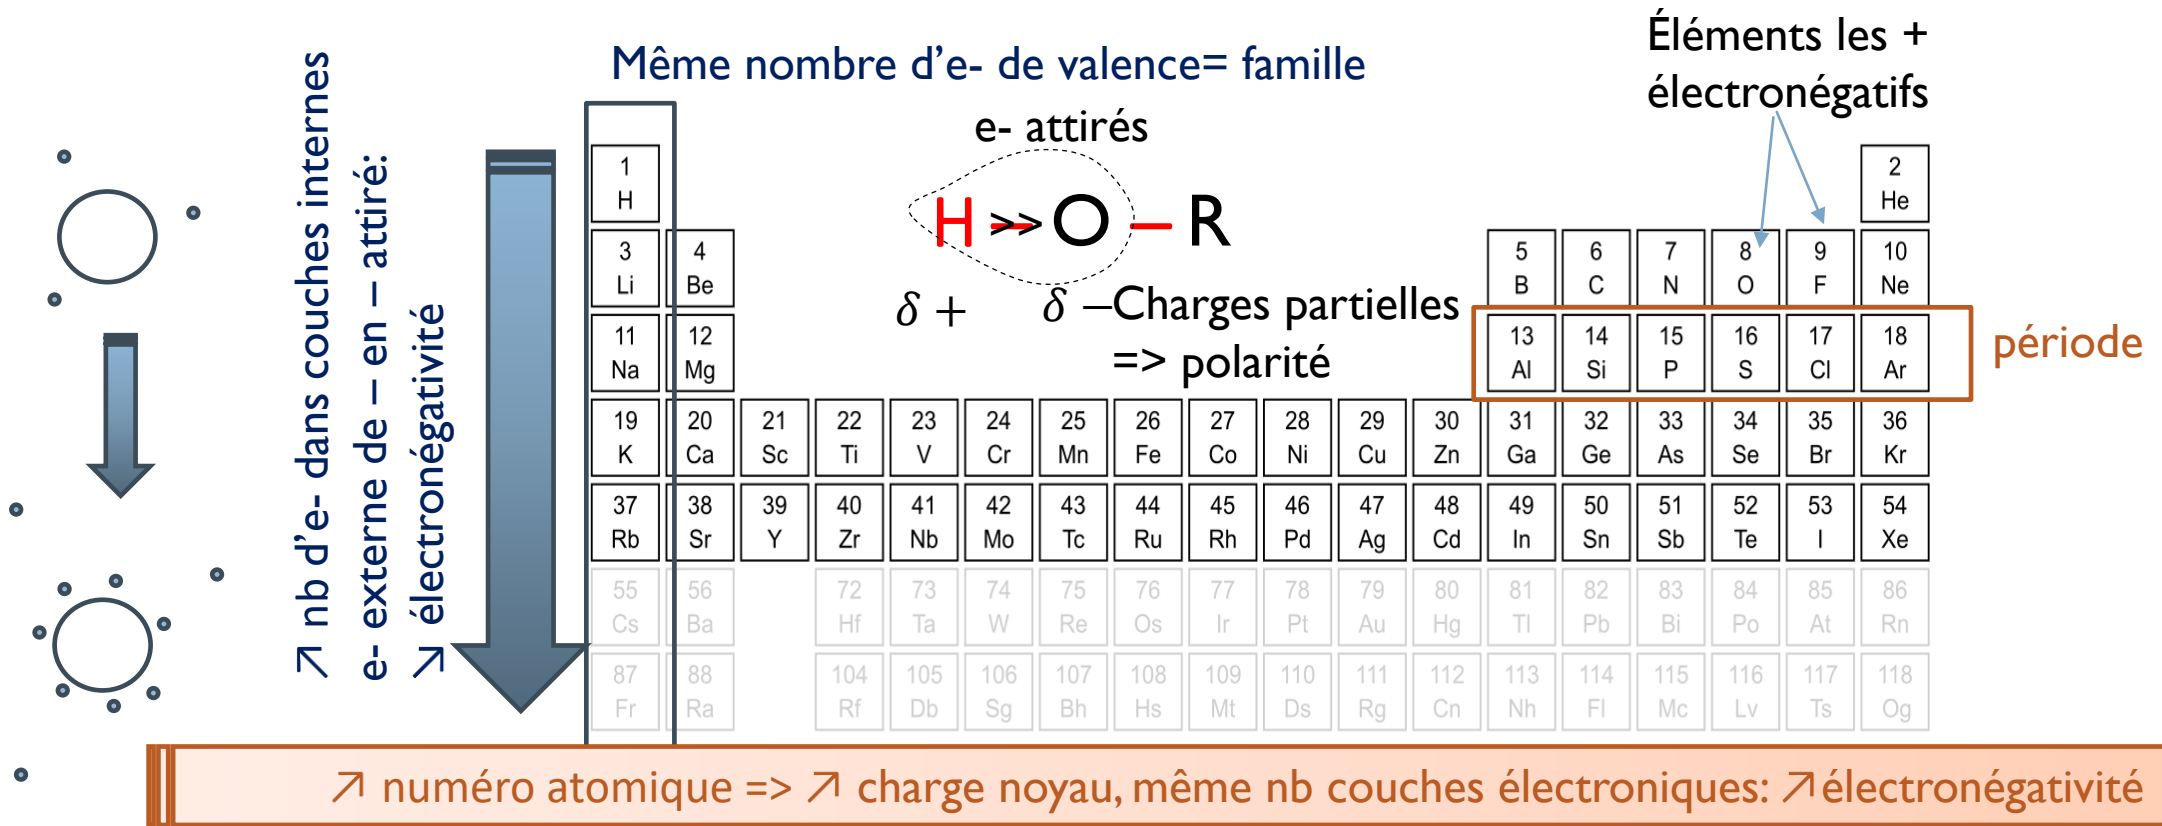 Même nombre d'e- de valence= famille
Éléments les +
électronégatifs
↗ nb d'e- dans couches internes
e- externe de – en – attiré:
↗ électronégativité
e- attirés
H >> O – R
δ + δ –Charges partielles
=> polarité
période
1 2
H He
3 4 5 6 7 8 9 10
Li Be B C N O F Ne
11 12 13 14 15 16 17 18
Na Mg Al Si P S Cl Ar
19 20 21 22 23 24 25 26 27 28 29 30 31 32 33 34 35 36
K Ca Sc Ti V Cr Mn Fe Co Ni Cu Zn Ga Ge As Se Br Kr
37 38 39 40 41 42 43 44 45 46 47 48 49 50 51 52 53 54
Rb Sr Y Zr Nb Mo Tc Ru Rh Pd Ag Cd In Sn Sb Te I Xe
55 56 72 73 74 75 76 77 78 79 80 81 82 83 84 85 86
Cs Ba Hf Ta W Re Os Ir Pt Au Hg Tl Pb Bi Po At Rn
87 88 104 105 106 107 108 109 110 111 112 113 114 115 116 117 118
Fr Ra Rf Db Sg Bh Hs Mt Ds Rg Cn Nh Fl Mc Lv Ts Og
↗ numéro atomique => ↗ charge noyau, même nb couches électroniques: ↗électronégativité